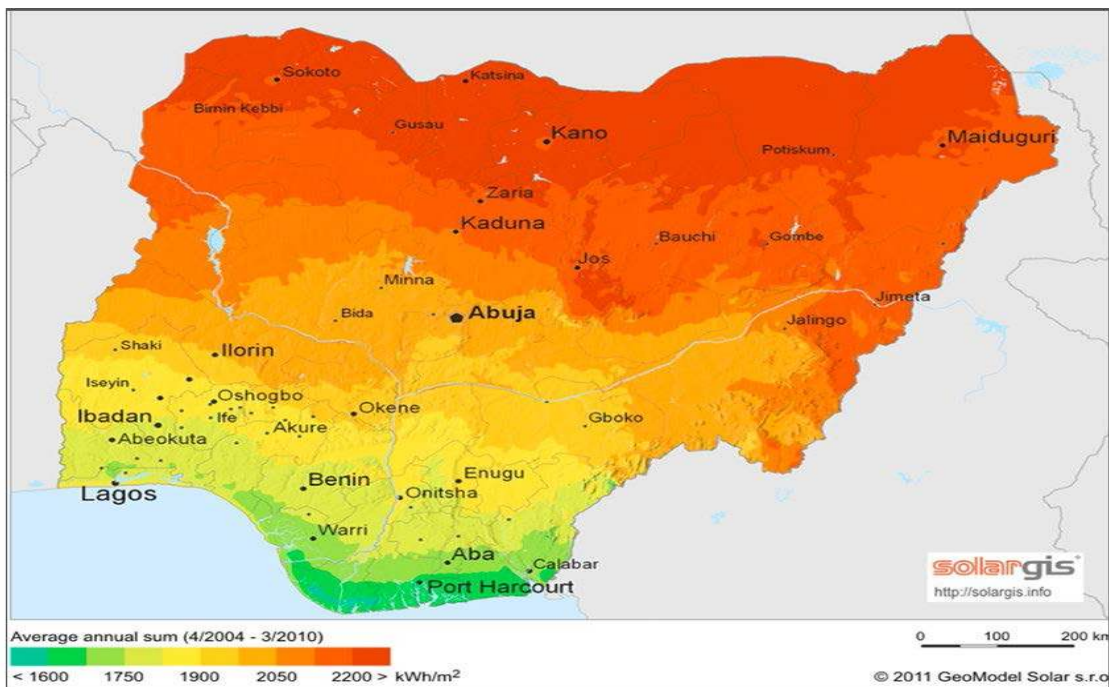 Sokoto
Katsina
Birnin Kebbi
Gusau
Kano
Maiduguri
Potiskum
Zaria
Kaduna
Bauchi
Gombe
Jos
Minna
Jimeta
Bida
Abuja
Jalingo
Shaki
Ilorin
Iseyin
Oshogbo
Okene
Ibadan
Ife
Gboko
Akure
Abeokuta
Enugu
Lagos
Benin
Onitsha
Warri
Aba
Calabar
Port Harcourt
solargis
http://solargis.info
Average annual sum (4/2004 - 3/2010)
0 100 200 km
< 1600 1750 1900 2050 2200 > kWh/m²
© 2011 GeoModel Solar s.r.o